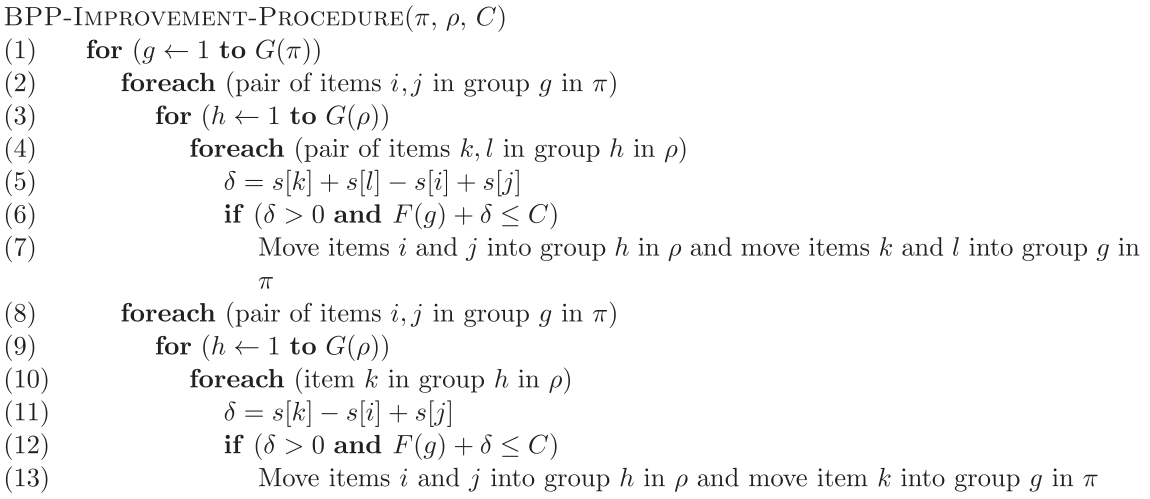 BPP-IMPROVEMENT-PROCEDURE(π, ρ, C)
(1) for (g ← 1 to G(π))
(2) foreach (pair of items i, j in group g in π)
(3) for (h ← 1 to G(ρ))
(4) foreach (pair of items k, l in group h in ρ)
(5) δ = s[k] + s[l] − s[i] + s[j]
(6) if (δ > 0 and F(g) + δ ≤ C)
(7) Move items i and j into group h in ρ and move items k and l into group g in
π
(8) foreach (pair of items i, j in group g in π)
(9) for (h ← 1 to G(ρ))
(10) foreach (item k in group h in ρ)
(11) δ = s[k] − s[i] + s[j]
(12) if (δ > 0 and F(g) + δ ≤ C)
(13) Move items i and j into group h in ρ and move item k into group g in π